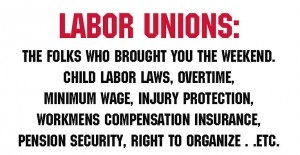 LABOR UNIONS:
THE FOLKS WHO BROUGHT YOU THE WEEKEND.
CHILD LABOR LAWS, OVERTIME,
MINIMUM WAGE, INJURY PROTECTION,
WORKMENS COMPENSATION INSURANCE,
PENSION SECURITY, RIGHT TO ORGANIZE . .ETC.